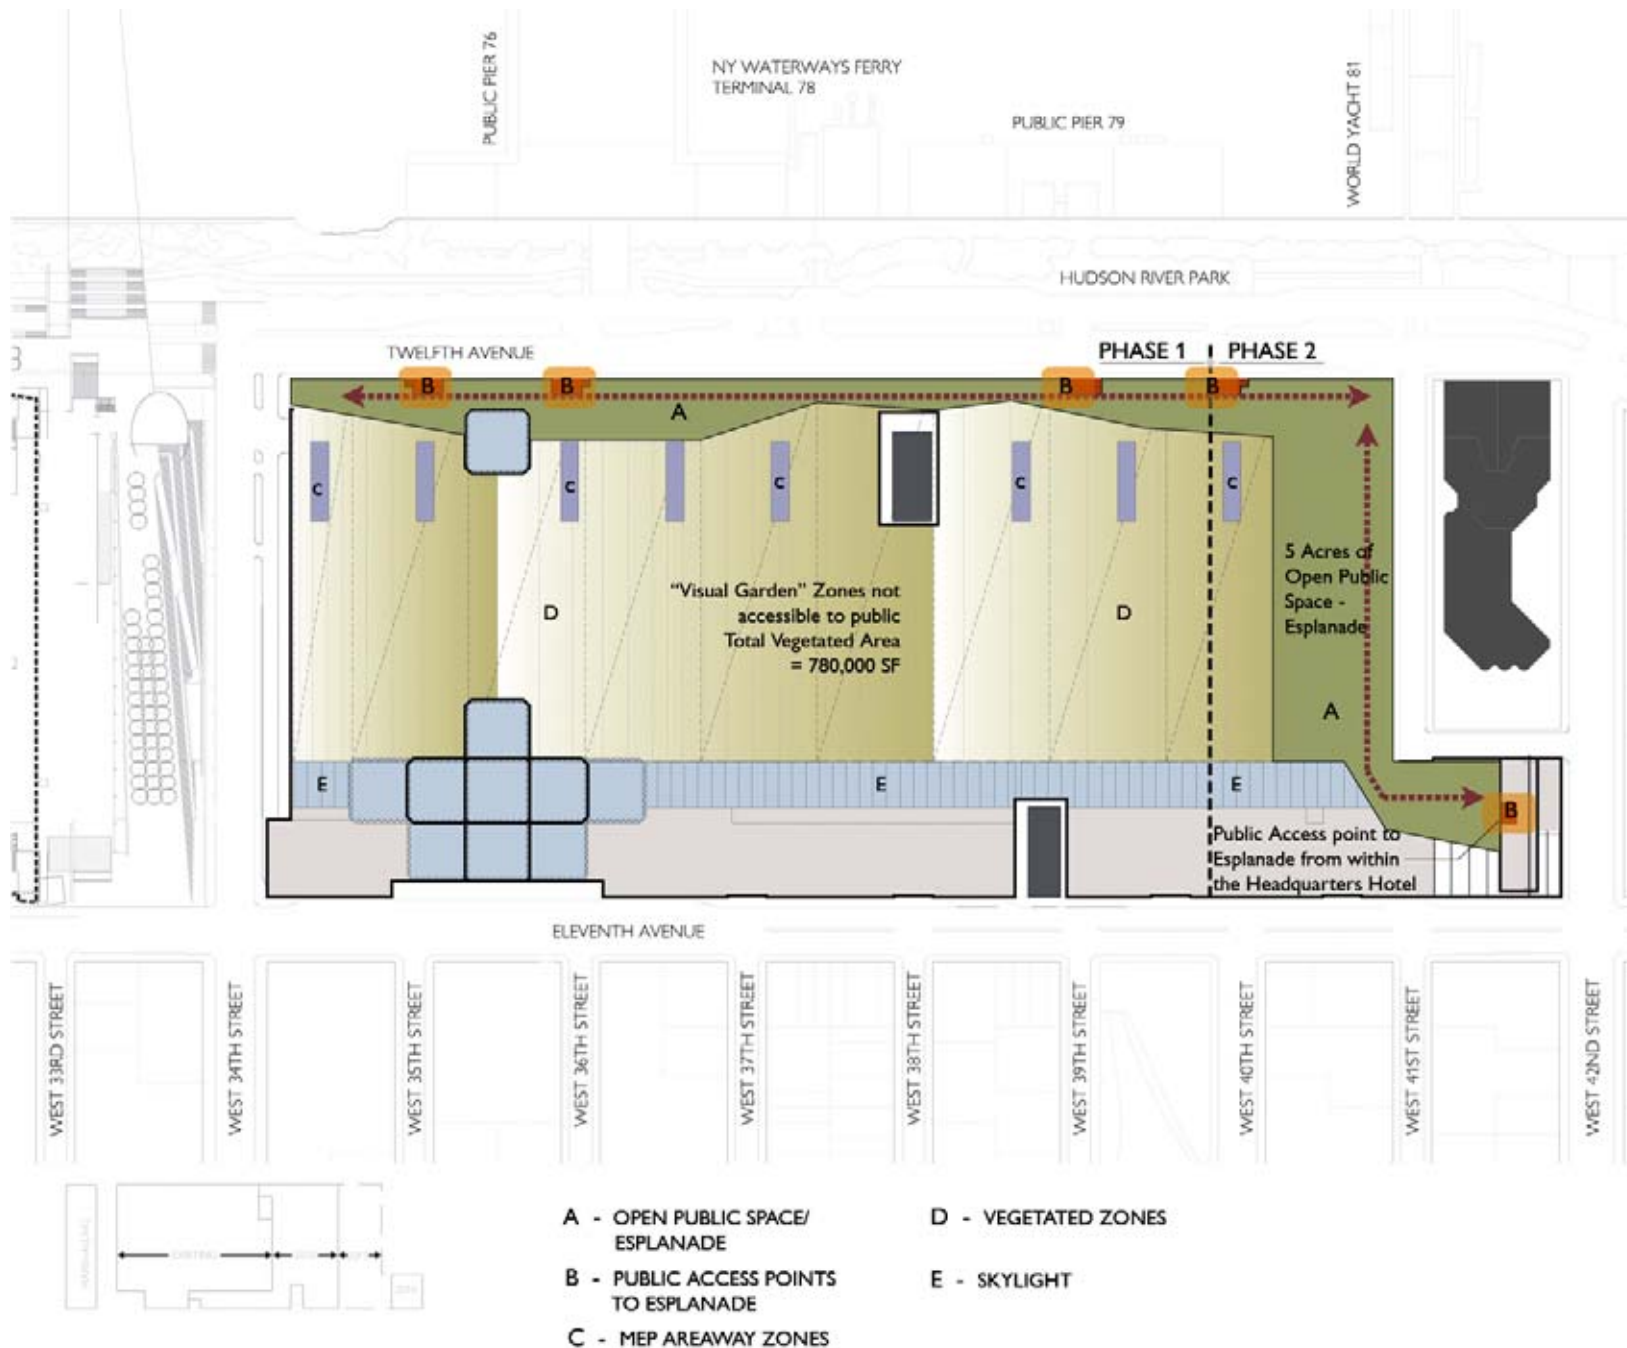 PUBLIC PIER 76
NY WATERWAYS FERRY
TERMINAL 78
PUBLIC PIER 79
WORLD YACHT 81
HUDSON RIVER PARK
TWELFTH AVENUE
PHASE 1
PHASE 2
B
B
B
B
A
C
C
C
C
C
5 Acres of
Open Public
Space -
Esplanade
"Visual Garden" Zones not
accessible to public
Total Vegetated Area
= 780,000 SF
D
D
A
E
E
E
B
Public Access point to
Esplanade from within
the Headquarters Hotel
ELEVENTH AVENUE
WEST 33RD STREET
WEST 34TH STREET
WEST 35TH STREET
WEST 36TH STREET
WEST 37TH STREET
WEST 38TH STREET
WEST 39TH STREET
WEST 40TH STREET
WEST 41ST STREET
WEST 42ND STREET
A - OPEN PUBLIC SPACE/
ESPLANADE
B - PUBLIC ACCESS POINTS
TO ESPLANADE
C - MEP AREAWAY ZONES
D - VEGETATED ZONES
E - SKYLIGHT